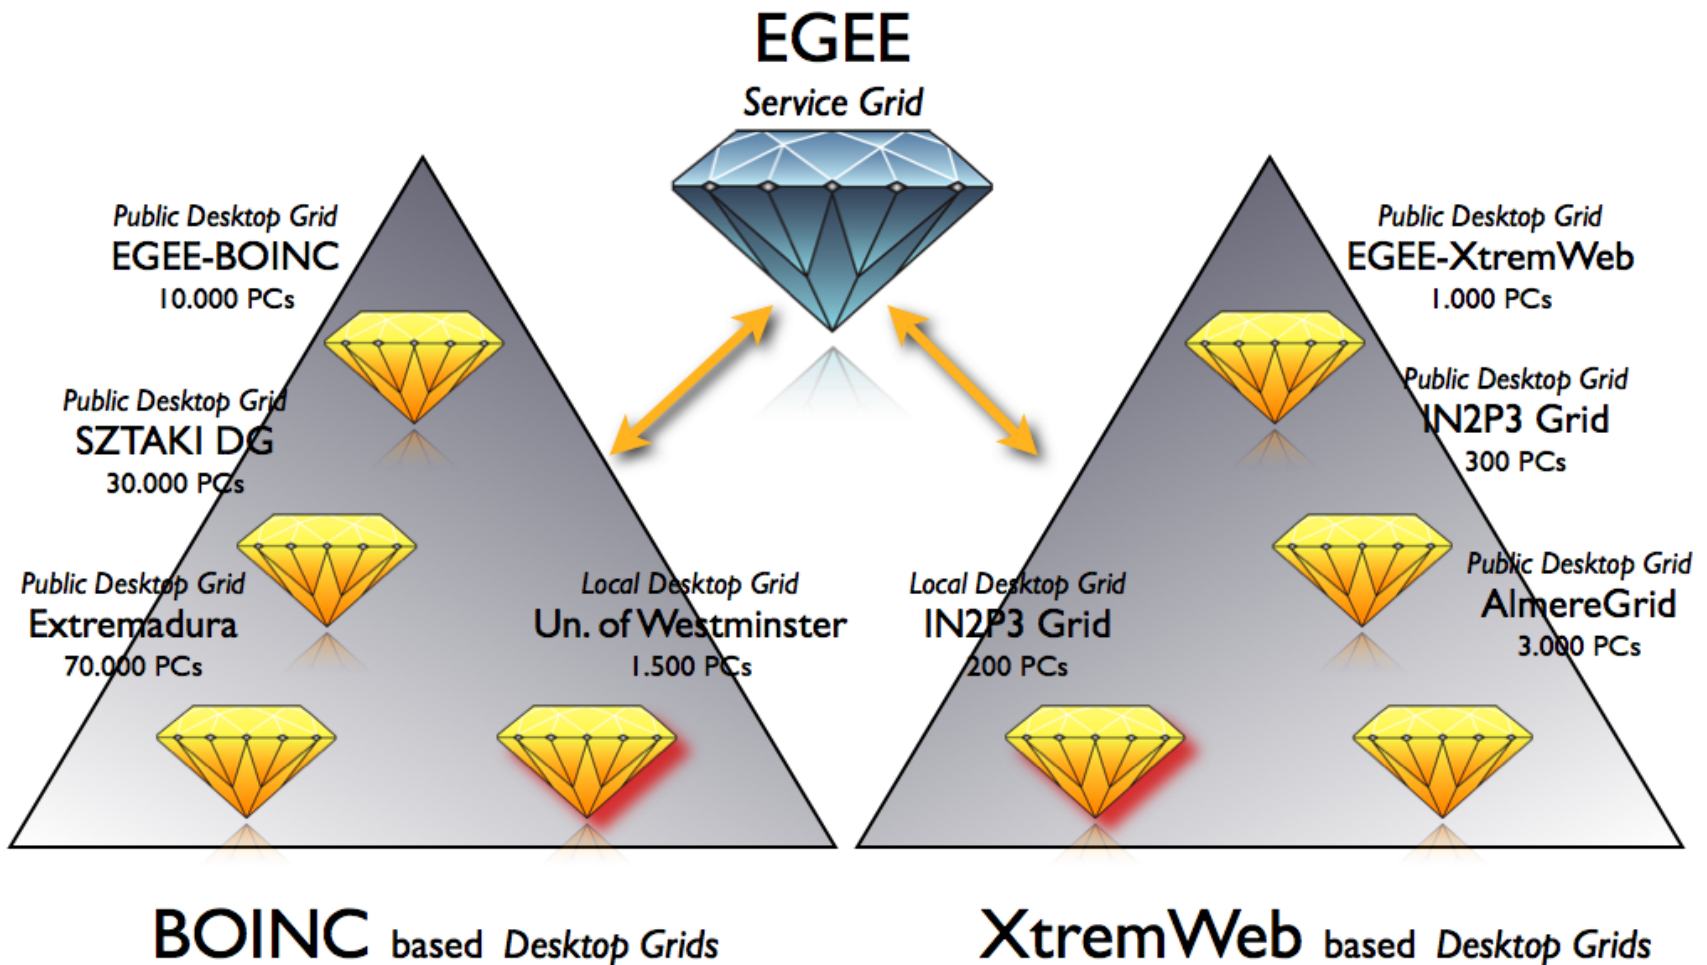 EGEE
Service Grid
Public Desktop Grid
EGEE-BOINC
10.000 PCs
Public Desktop Grid
SZTAKI DG
30.000 PCs
Public Desktop Grid
Extremadura
70.000 PCs
Local Desktop Grid
Un. of Westminster
1.500 PCs
Public Desktop Grid
EGEE-XtremWeb
1.000 PCs
Public Desktop Grid
IN2P3 Grid
300 PCs
Local Desktop Grid
IN2P3 Grid
200 PCs
Public Desktop Grid
AlmereGrid
3.000 PCs
BOINC based Desktop Grids
XtremWeb based Desktop Grids